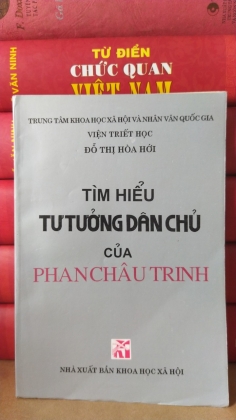 TỪ ĐIỂN
CHỨC QUAN
VIỆT NAM
TRUNG TÂM KHOA HỌC XÃ HỘI VÀ NHÂN VĂN QUỐC GIA
VIỆN TRIẾT HỌC
ĐỖ THỊ HÒA HỚI
TÌM HIỂU
TƯ TƯỞNG DÂN CHỦ
CỦA
PHAN CHÂU TRINH
NHÀ XUẤT BẢN KHOA HỌC XÃ HỘI